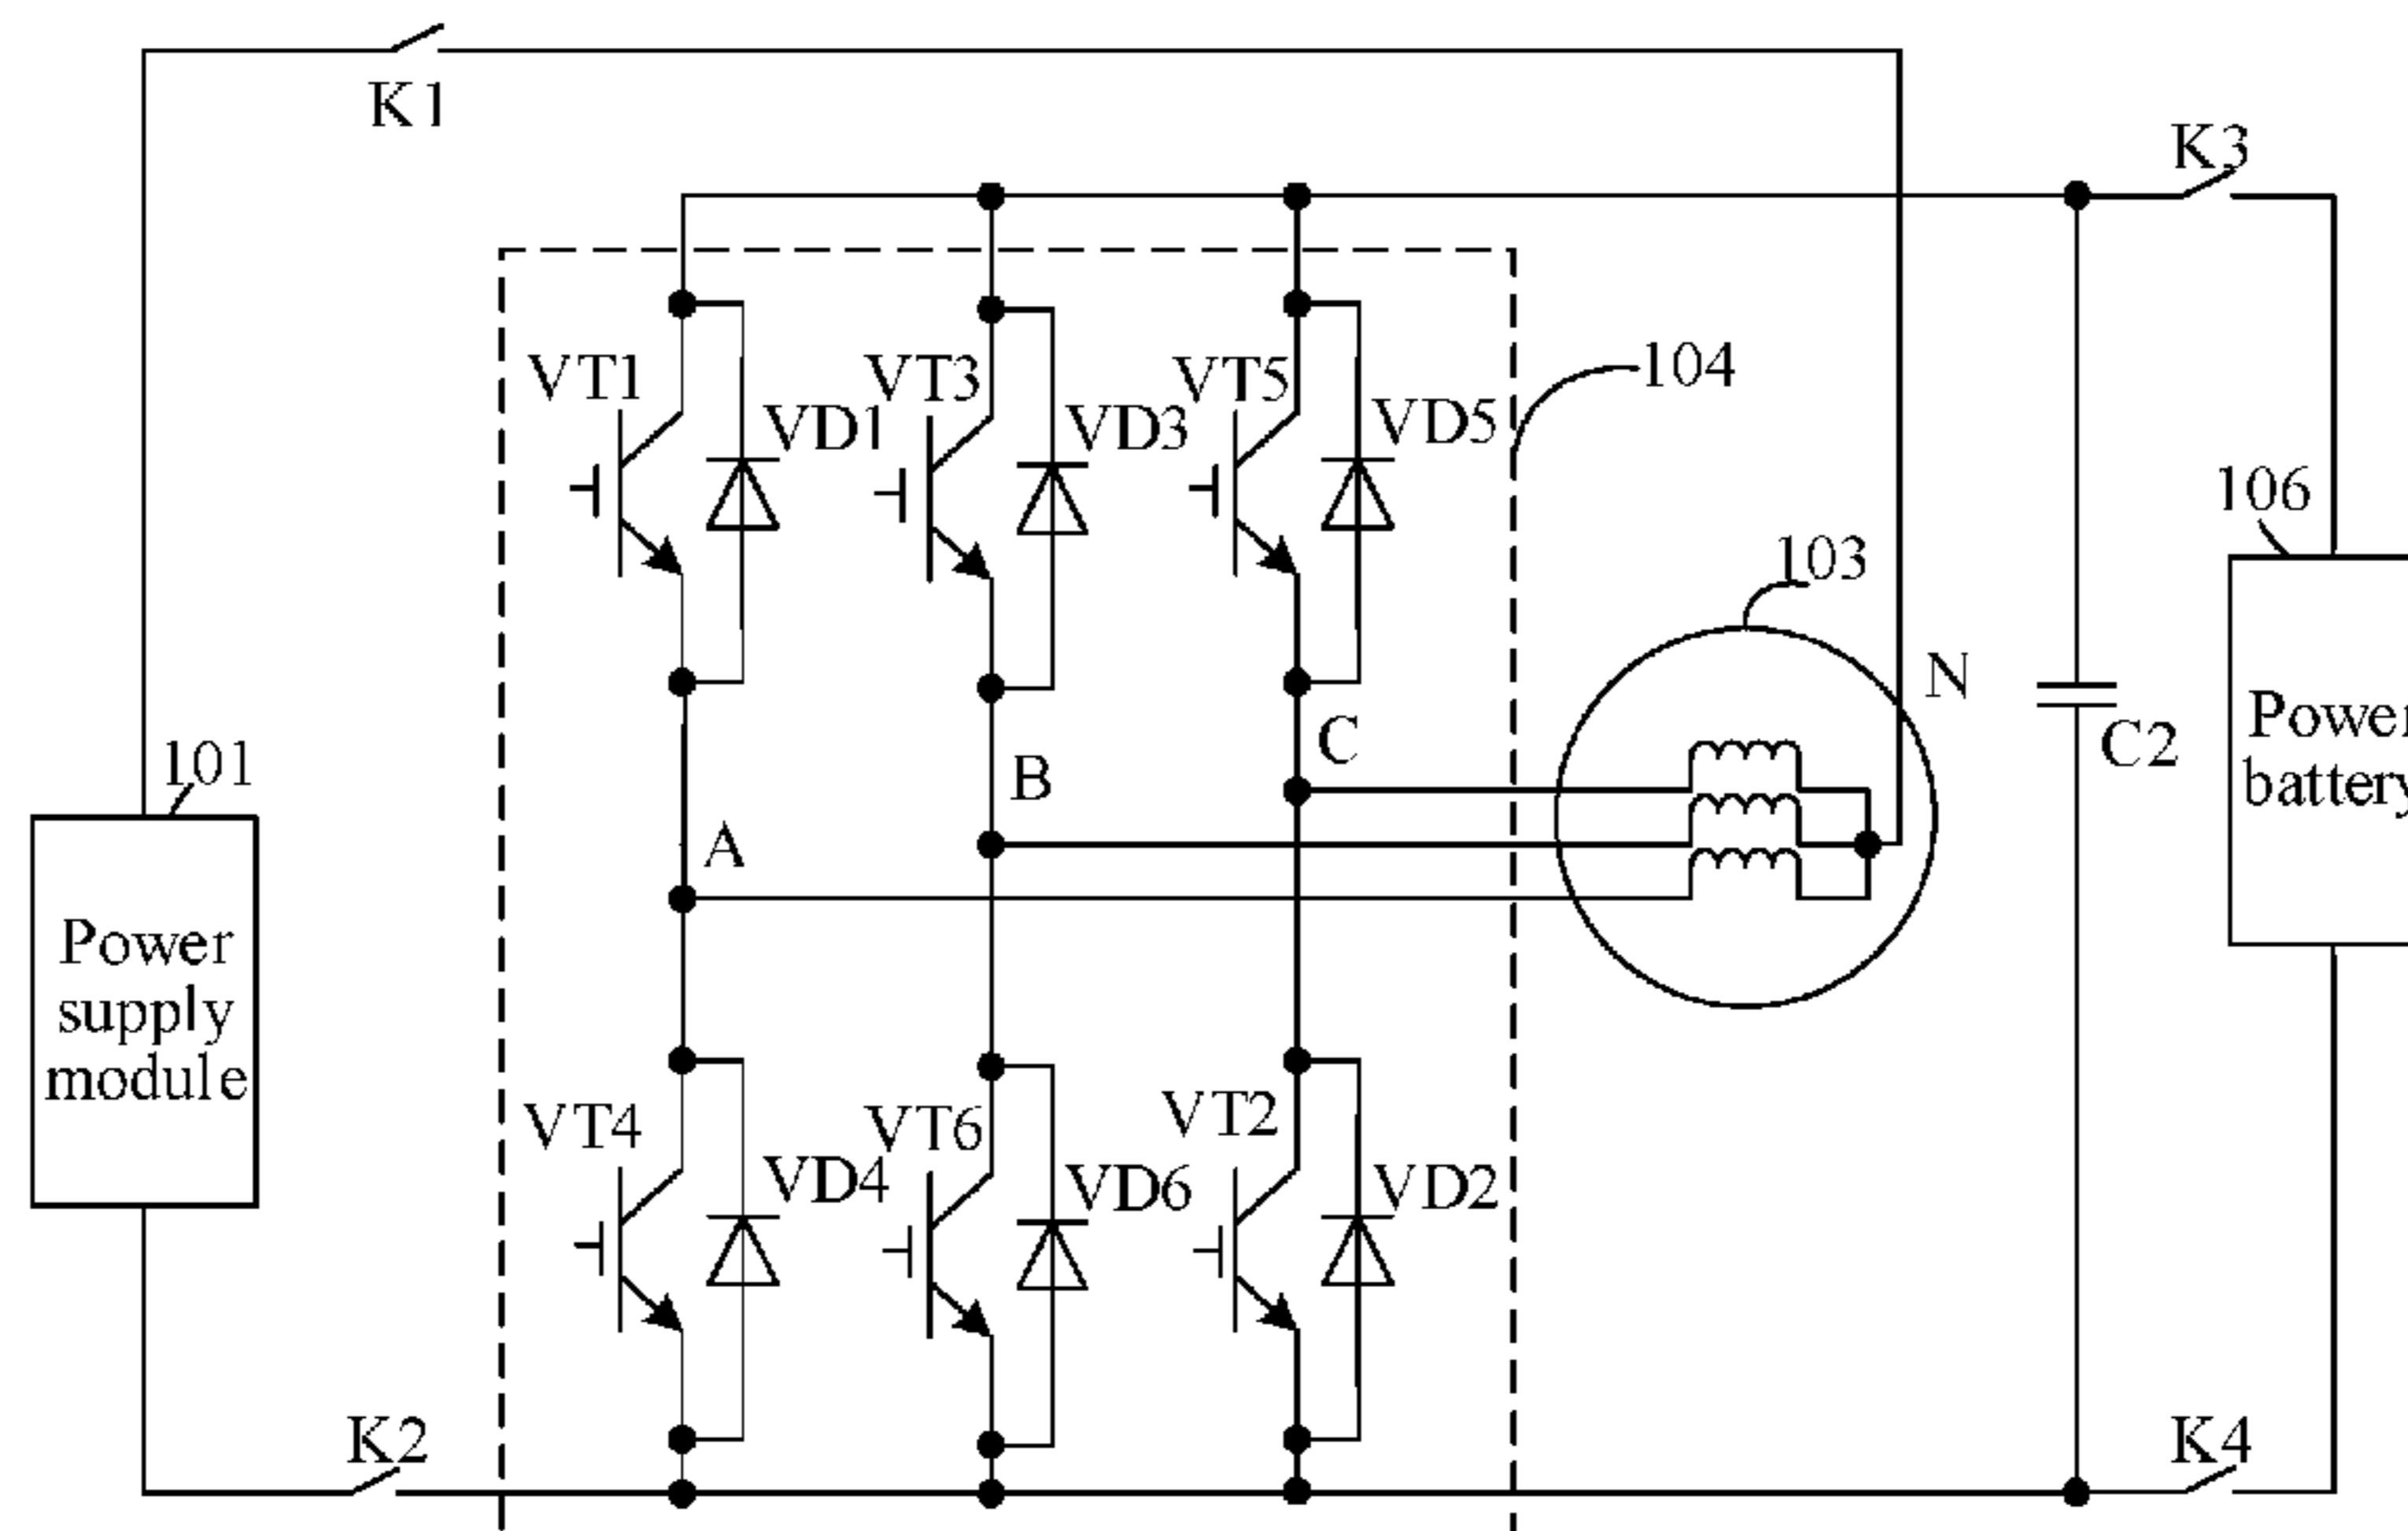 K1
K3
VT1
VT3
VT5
104
VD1
VD3
VD5
106
103
N
C
Power
battery
C2
101
B
A
Power
supply
module
VT4
VT6
VT2
VD4
VD6
VD2
K2
K4